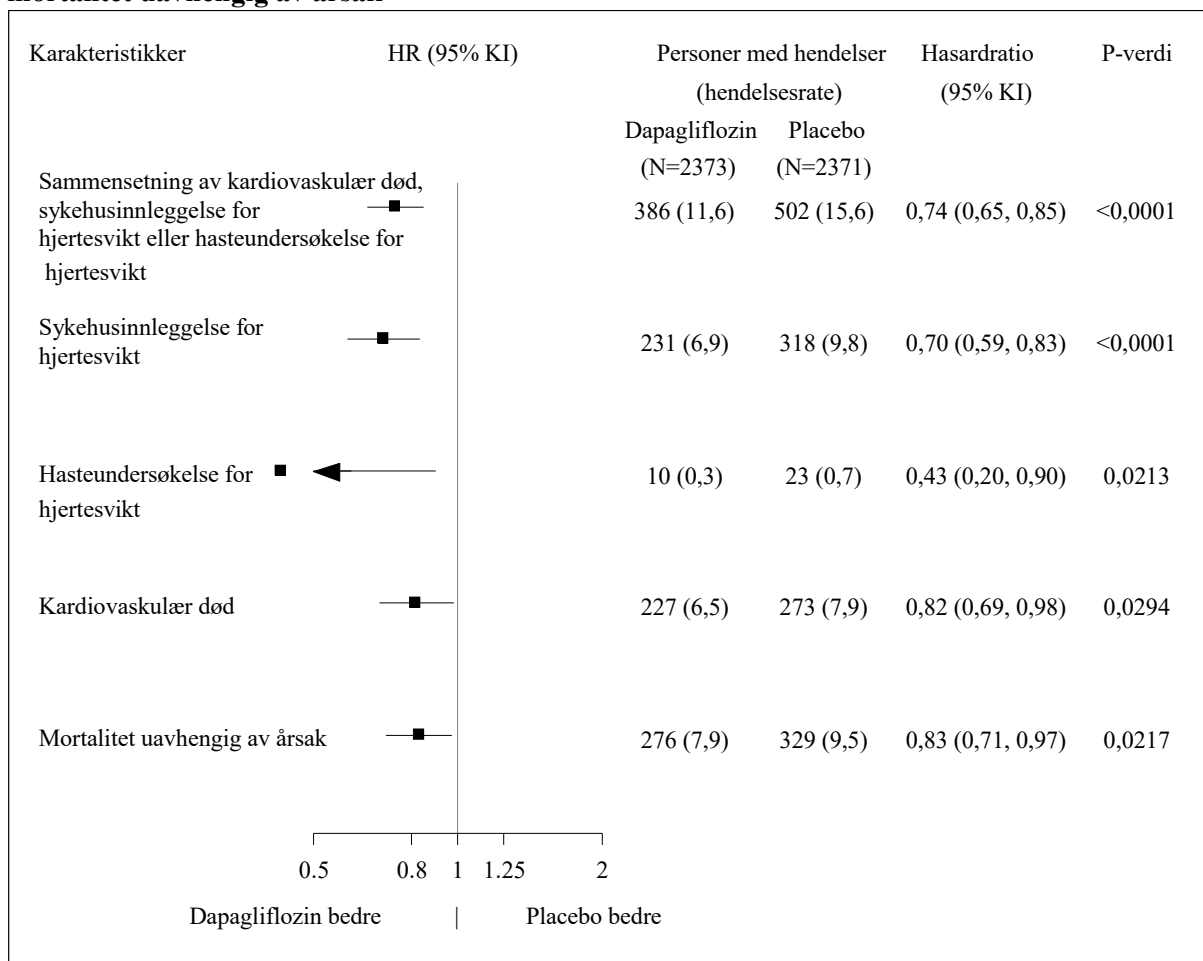 Karakteristikker HR (95% KI) Personer med hendelser Hasardratio P-verdi
(hendelsesrate) (95% KI)
Dapagliflozin Placebo
(N=2373) (N=2371)
Sammensetning av kardiovaskulær død,
sykehusinnleggelse for 386 (11,6) 502 (15,6) 0,74 (0,65, 0,85) <0,0001
hjertesvikt eller hasteundersøkelse for
hjertesvikt
Sykehusinnleggelse for
hjertesvikt 231 (6,9) 318 (9,8) 0,70 (0,59, 0,83) <0,0001
Hasteundersøkelse for 10 (0,3) 23 (0,7) 0,43 (0,20, 0,90) 0,0213
hjertesvikt
Kardiovaskulær død 227 (6,5) 273 (7,9) 0,82 (0,69, 0,98) 0,0294
Mortalitet uavhengig av årsak 276 (7,9) 329 (9,5) 0,83 (0,71, 0,97) 0,0217
0.5 0.8 1 1.25 2
Dapagliflozin bedre | Placebo bedre